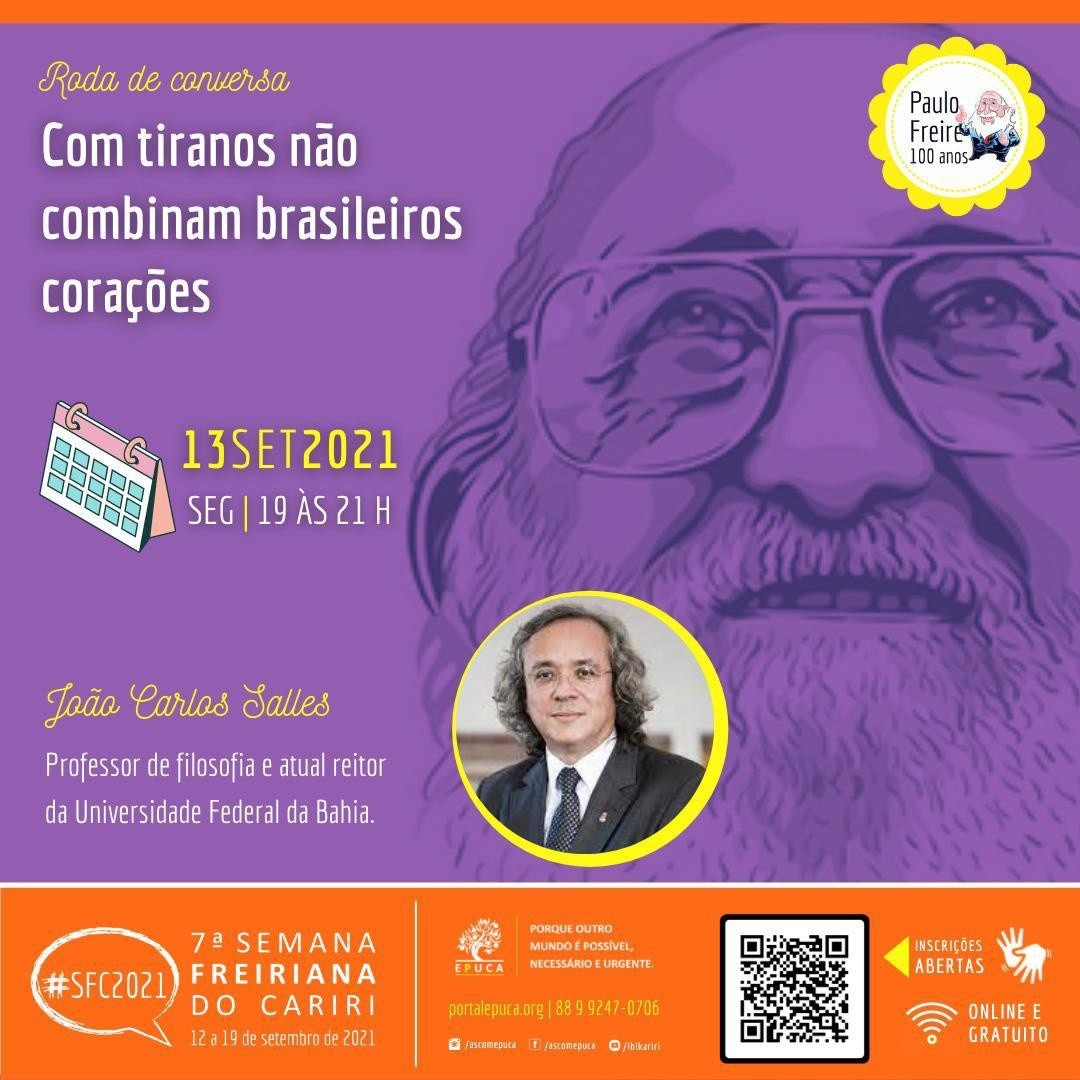 Roda de conversa
Com tiranos não
combinam brasileiros
corações
Paulo
Freire
100 anos
13SET2021
SEG | 19 ÀS 21 H
João Carlos Salles
Professor de filosofia e atual reitor
da Universidade Federal da Bahia.
#SFC2021
7ª SEMANA
FREIRIANA
DO CARIRI
12 a 19 de setembro de 2021
EPUCA
PORQUE OUTRO
MUNDO É POSSÍVEL,
NECESSÁRIO E URGENTE.
portalepuca.org | 88 9 9247-0706
/ascomepuca /ascomepuca /ibikariri
INSCRIÇÕES
ABERTAS
ONLINE E
GRATUITO